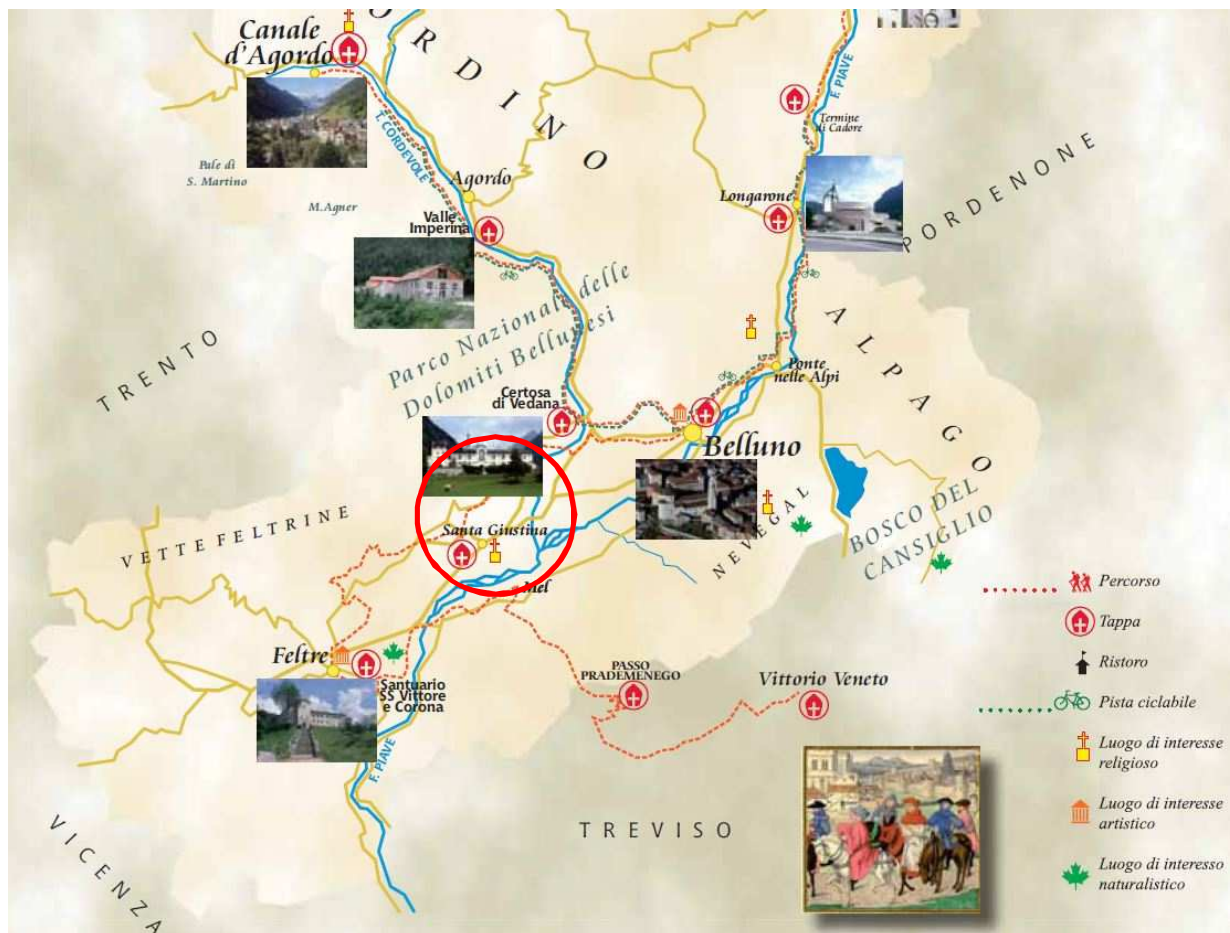 Canale
d'Agordo
ORDINO
F. PIAVE
Termine
di Cadore
T. CORDEVOLE
Pale di
S. Martino
Agordo
M.Agner
Valle
Imperina
Longarone
PORDENONE
TRENTO
Parco Nazionale delle
Dolomiti Bellunesi
ALPAGO
Ponte
nelle Alpi
Certosa
di Vedana
Belluno
VETTE FELTRINE
Santa Giustina
NEVEGAL
BOSCO DEL
CANSIGLIO
Mel
Feltre
Santuario
SS Vittore
e Corona
PASSO
PRADEMENEGO
Vittorio Veneto
F. PIAVE
TREVISO
VICENZA
Percorso
Tappa
Ristoro
Pista ciclabile
Luogo di interesse
religioso
Luogo di interesse
artistico
Luogo di interesso
naturalistico